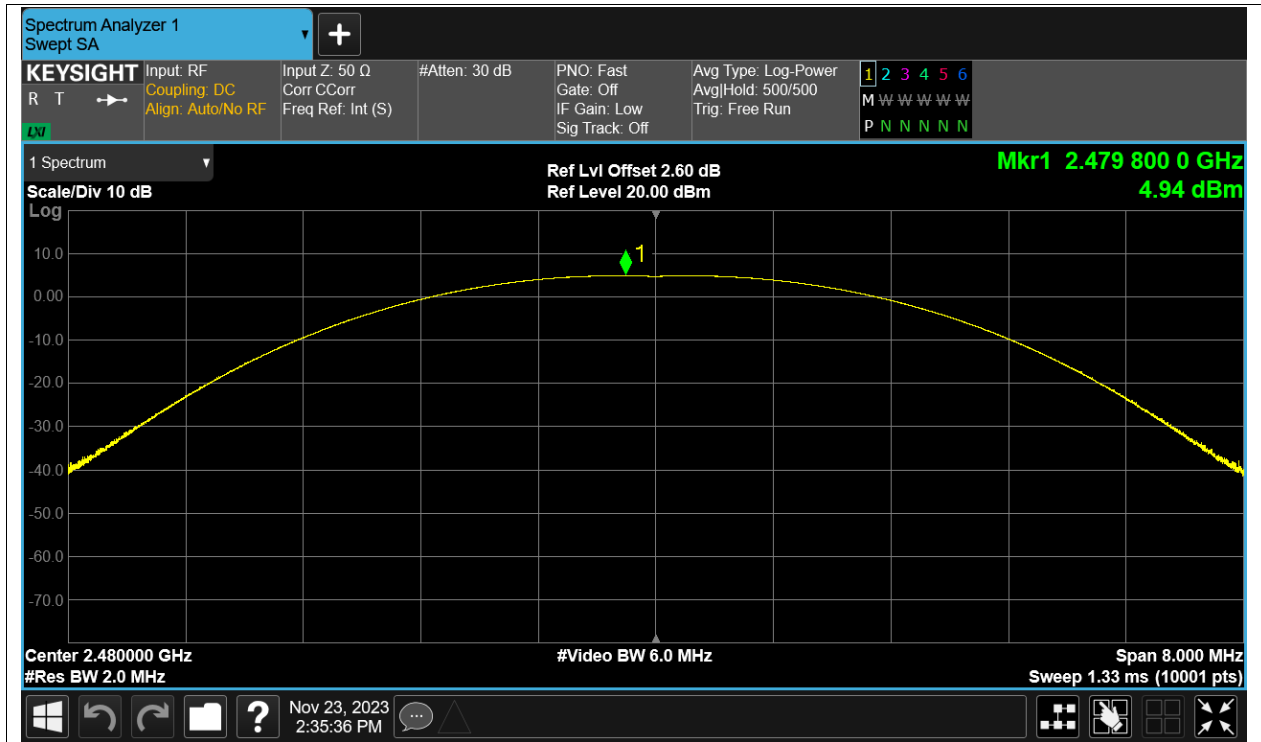 Spectrum Analyzer 1
Swept SA
KEYSIGHT
R T
LXI
Input: RF
Coupling: DC
Align: Auto/No RF
Input Z: 50 Ω
Corr CCorr
Freq Ref: Int (S)
#Atten: 30 dB
PNO: Fast
Gate: Off
IF Gain: Low
Sig Track: Off
Avg Type: Log-Power
Avg|Hold: 500/500
Trig: Free Run
1 2 3 4 5 6
M W W W W W
P N N N N N
1 Spectrum
Scale/Div 10 dB
Ref Lvl Offset 2.60 dB
Ref Level 20.00 dBm
Mkr1 2.479 800 0 GHz
4.94 dBm
Log
10.0
0.00
-10.0
-20.0
-30.0
-40.0
-50.0
-60.0
-70.0
1
Center 2.480000 GHz
#Res BW 2.0 MHz
#Video BW 6.0 MHz
Span 8.000 MHz
Sweep 1.33 ms (10001 pts)
?
Nov 23, 2023
2:35:36 PM